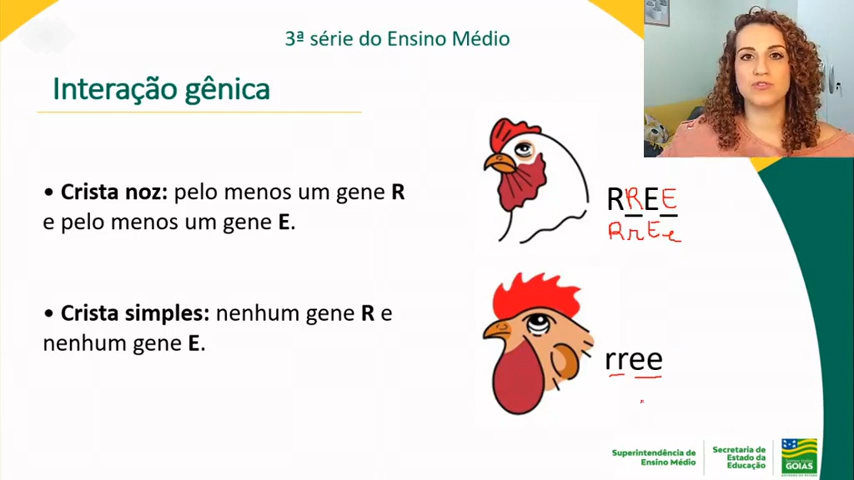 3ª série do Ensino Médio
Interação gênica
• Crista noz: pelo menos um gene R
e pelo menos um gene E.
RREE
RrEe
• Crista simples: nenhum gene R e
nenhum gene E.
rree
Superintendência de
Ensino Médio
Secretaria de
Estado da
Educação
GOIÁS